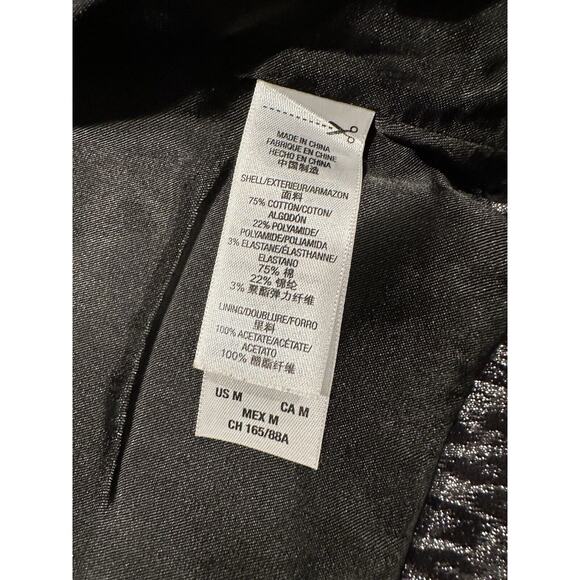 MADE IN CHINA
FABRIQUE EN CHINE
HECHO EN CHINA
中国制造
SHELL/EXTERIEUR/ARMAZON
面料
75% COTTON/COTON/
ALGODÓN
22% POLYAMIDE/
POLYAMIDE/POLIAMIDA
3% ELASTANE/ÉLASTHANNE/
ELASTANO
75% 棉
22% 锦纶
3% 聚酯弹力纤维
LINING/DOUBLURE/FORRO
里料
100% ACETATE/ACÉTATE/
ACETATO
100% 醋酯纤维
US M CA M
MEX M
CH 165/88A